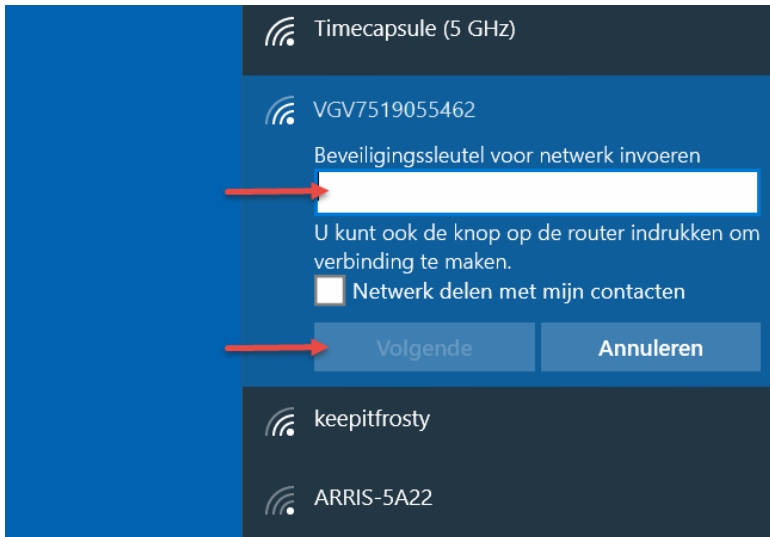 Timecapsule (5 GHz)
VGV7519055462
Beveiligingssleutel voor netwerk invoeren
U kunt ook de knop op de router indrukken om
verbinding te maken.
Netwerk delen met mijn contacten
Volgende
Annuleren
keepitfrosty
ARRIS-5A22